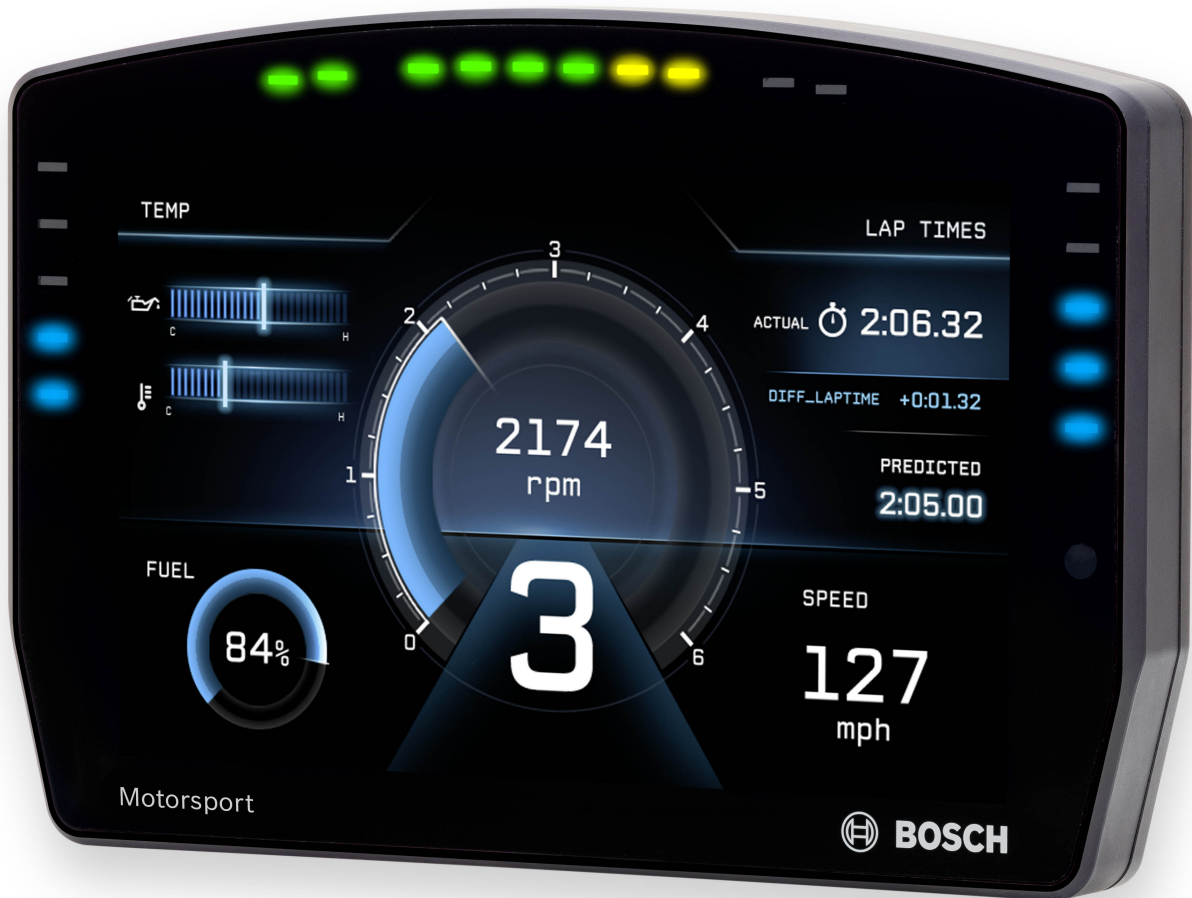 TEMP
C
H
C
H
LAP TIMES
ACTUAL 2:06.32
DIFF_LAPTIME +0:01.32
PREDICTED
2:05.00
0
1
2
3
4
5
6
2174
rpm
3
FUEL
84%
SPEED
127
mph
Motorsport
BOSCH